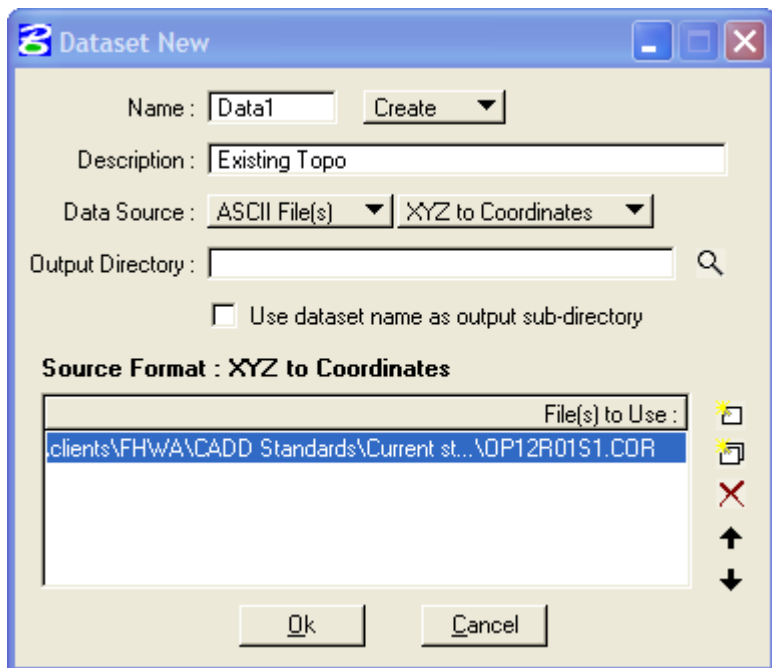 Dataset New
Name : Data1 Create
Description : Existing Topo
Data Source : ASCII File(s) XYZ to Coordinates
Output Directory :
Use dataset name as output sub-directory
Source Format : XYZ to Coordinates
File(s) to Use :
.clients\FHWA\CADD Standards\Current st...\OP12R01S1.COR
Ok Cancel